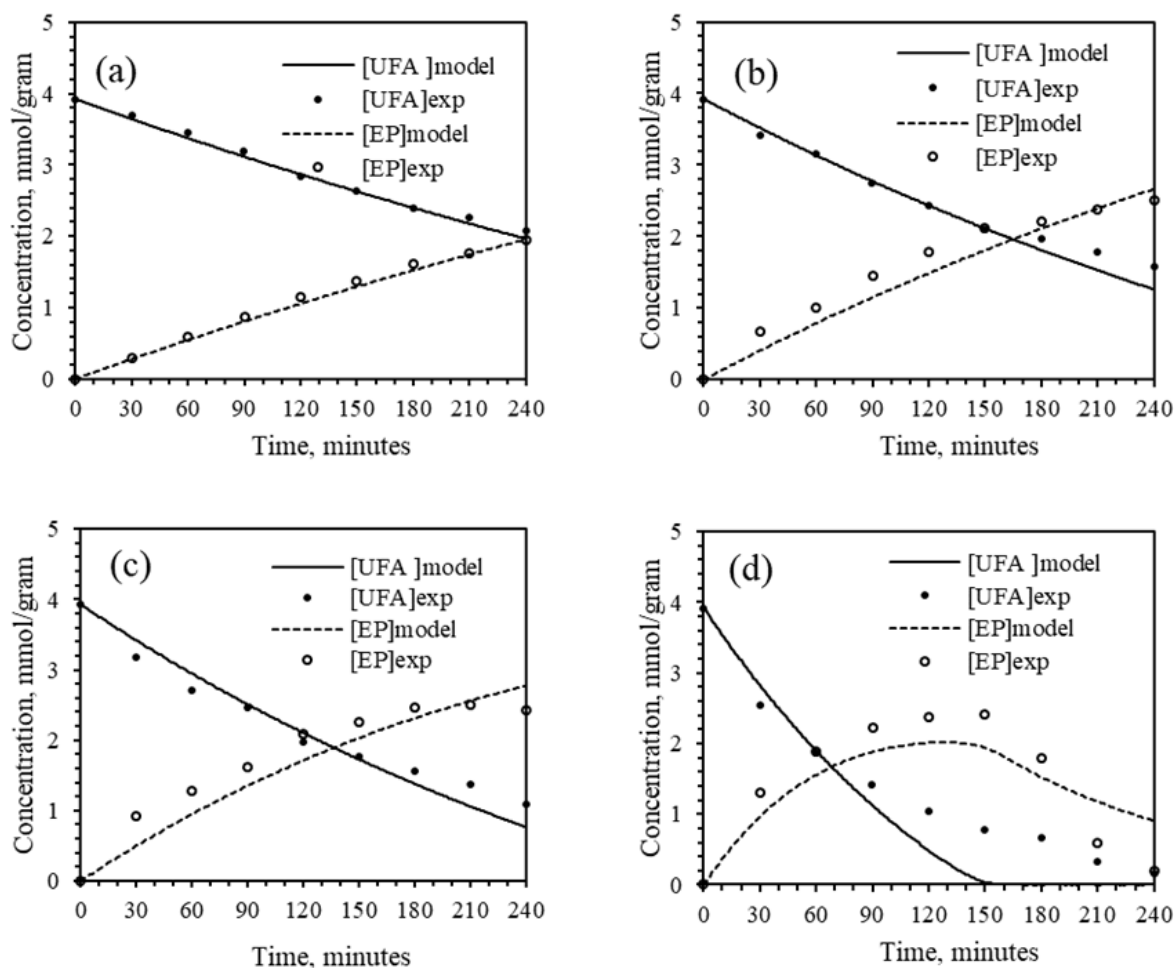 (a)
[UFA ]model
[UFA]exp
[EP]model
[EP]exp
Concentration, mmol/gram
5
4
3
2
1
0
0 30 60 90 120 150 180 210 240
Time, minutes
(b)
[UFA ]model
[UFA]exp
[EP]model
[EP]exp
Concentration, mmol/gram
5
4
3
2
1
0
0 30 60 90 120 150 180 210 240
Time, minutes
(c)
[UFA ]model
[UFA]exp
[EP]model
[EP]exp
Concentration, mmol/gram
5
4
3
2
1
0
0 30 60 90 120 150 180 210 240
Time, minutes
(d)
[UFA ]model
[UFA]exp
[EP]model
[EP]exp
Concentration, mmol/gram
5
4
3
2
1
0
0 30 60 90 120 150 180 210 240
Time, minutes